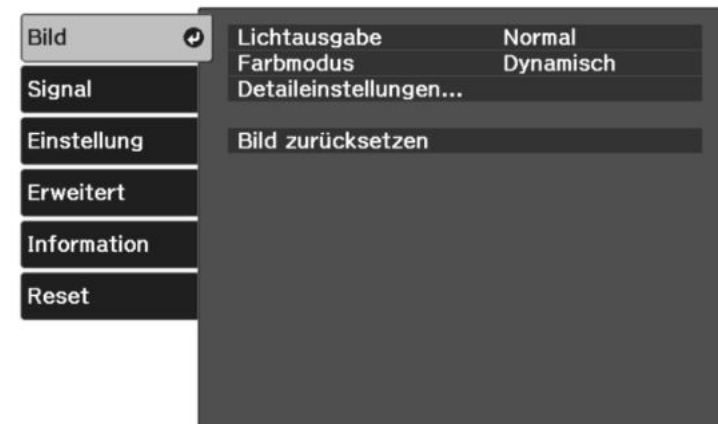 Bild
Signal
Einstellung
Erweitert
Information
Reset
Lichtausgabe Normal
Farbmodus Dynamisch
Detaileinstellungen...
Bild zurücksetzen